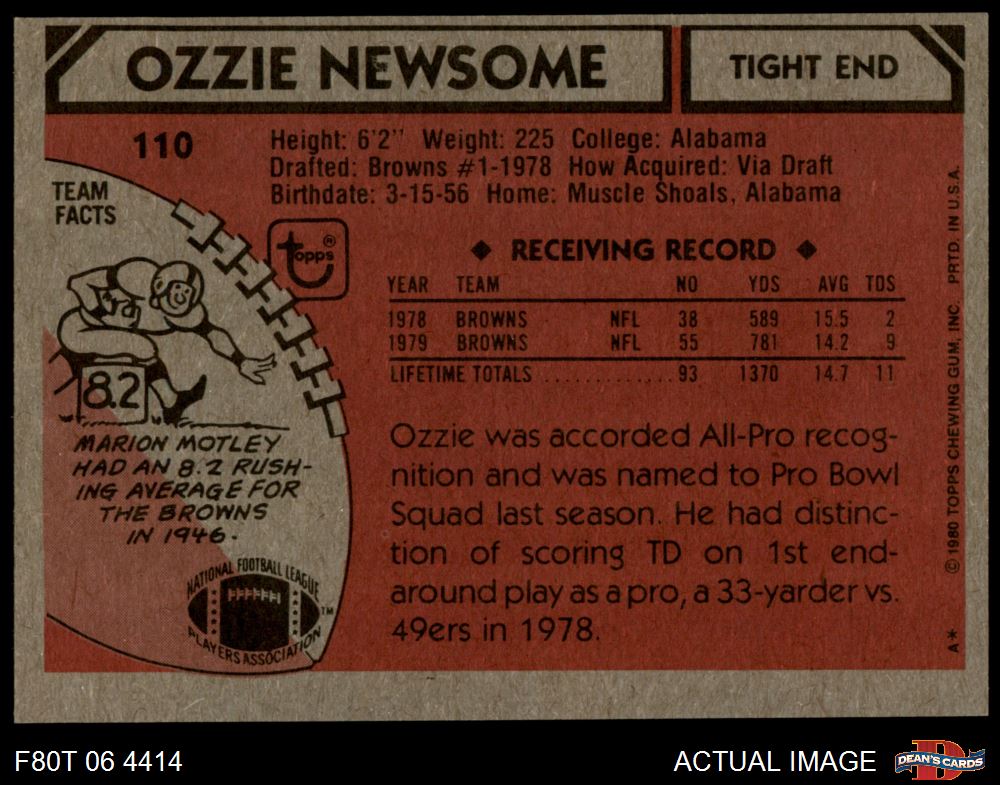 OZZIE NEWSOME
TIGHT END
110
Height: 6'2" Weight: 225 College: Alabama
Drafted: Browns #1-1978 How Acquired: Via Draft
Birthdate: 3-15-56 Home: Muscle Shoals, Alabama
TEAM
FACTS
topps®
◆ RECEIVING RECORD ◆
YEAR TEAM NO YDS AVG TDS
1978 BROWNS NFL 38 589 15.5 2
1979 BROWNS NFL 55 781 14.2 9
LIFETIME TOTALS ............. 93 1370 14.7 11
8.2
MARION MOTLEY
HAD AN 8.2 RUSH-
ING AVERAGE FOR
THE BROWNS
IN 1946.
NATIONAL FOOTBALL LEAGUE
PLAYERS ASSOCIATION
™
Ozzie was accorded All-Pro recog-
nition and was named to Pro Bowl
Squad last season. He had distinc-
tion of scoring TD on 1st end-
around play as a pro, a 33-yarder vs.
49ers in 1978.
A* © 1980 TOPPS CHEWING GUM, INC. PRTD. IN U.S.A.
F80T 06 4414
ACTUAL IMAGE
D
DEAN'S CARDS